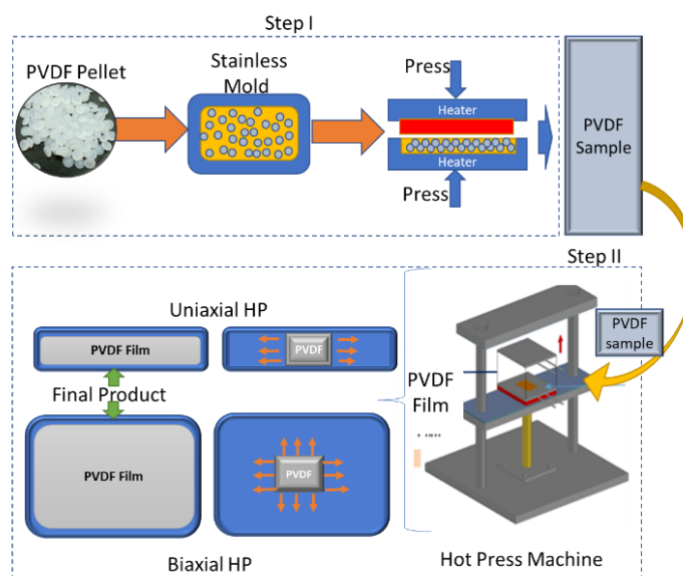 Step I
PVDF Pellet
Stainless
Mold
Press
Heater
Heater
Press
PVDF
Sample
Step II
Uniaxial HP
PVDF Film
PVDF
Final Product
PVDF Film
PVDF
Biaxial HP
PVDF
Film
PVDF
sample
Hot Press Machine